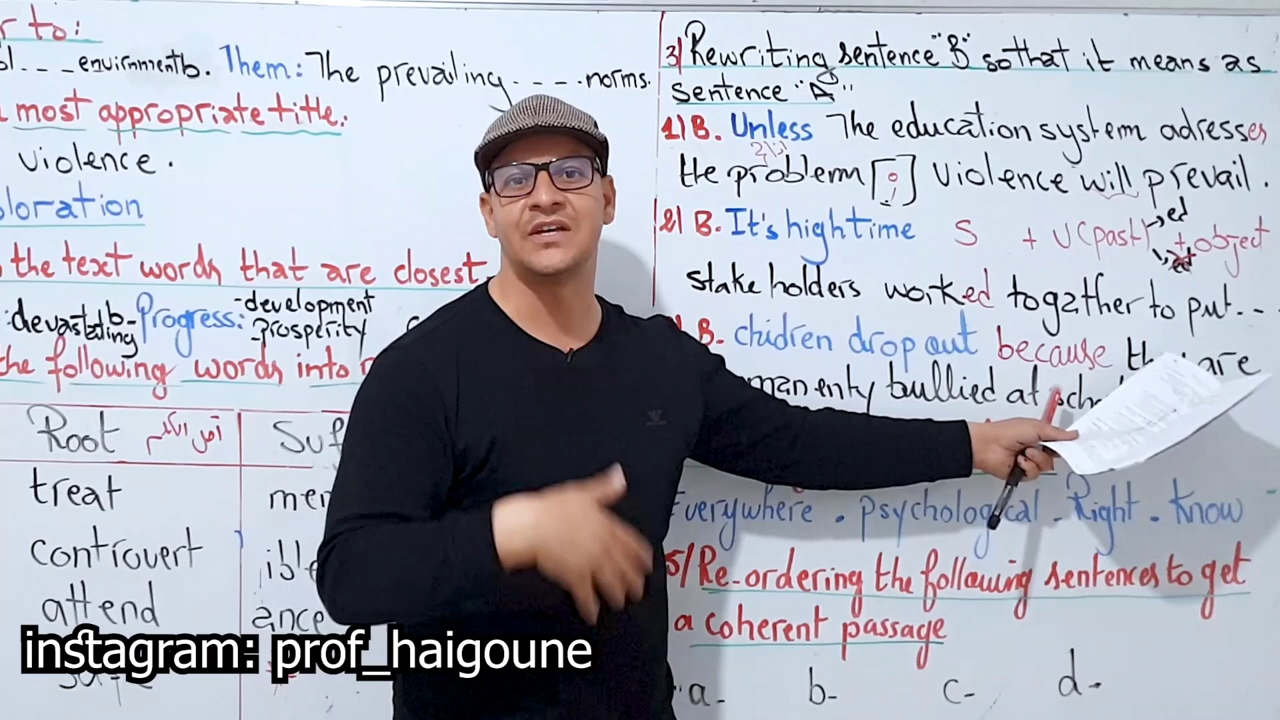 r to:
environment b. Them: The prevailing ---- norms.
most appropriate title.
violence.
loration
the text words that are closest
: devastating b- Progress: -development
-prosperity
the following words into
Root Suf
treat men
controvert ible
attend ance
3/ Rewriting sentence "B" so that it means as
sentence "A"
1) B. Unless The education system adresses
the problem [,] violence will prevail.
2) B. It's high time S + V(past) + object
ed
stake holders worked togather to put---
B. chidren drop out because are
bullied at
Everywhere . psychological - Right . Know
5/ Re-ordering the following sentences to get
a coherent passage
a- b- c- d-
instagram: prof_haigoune